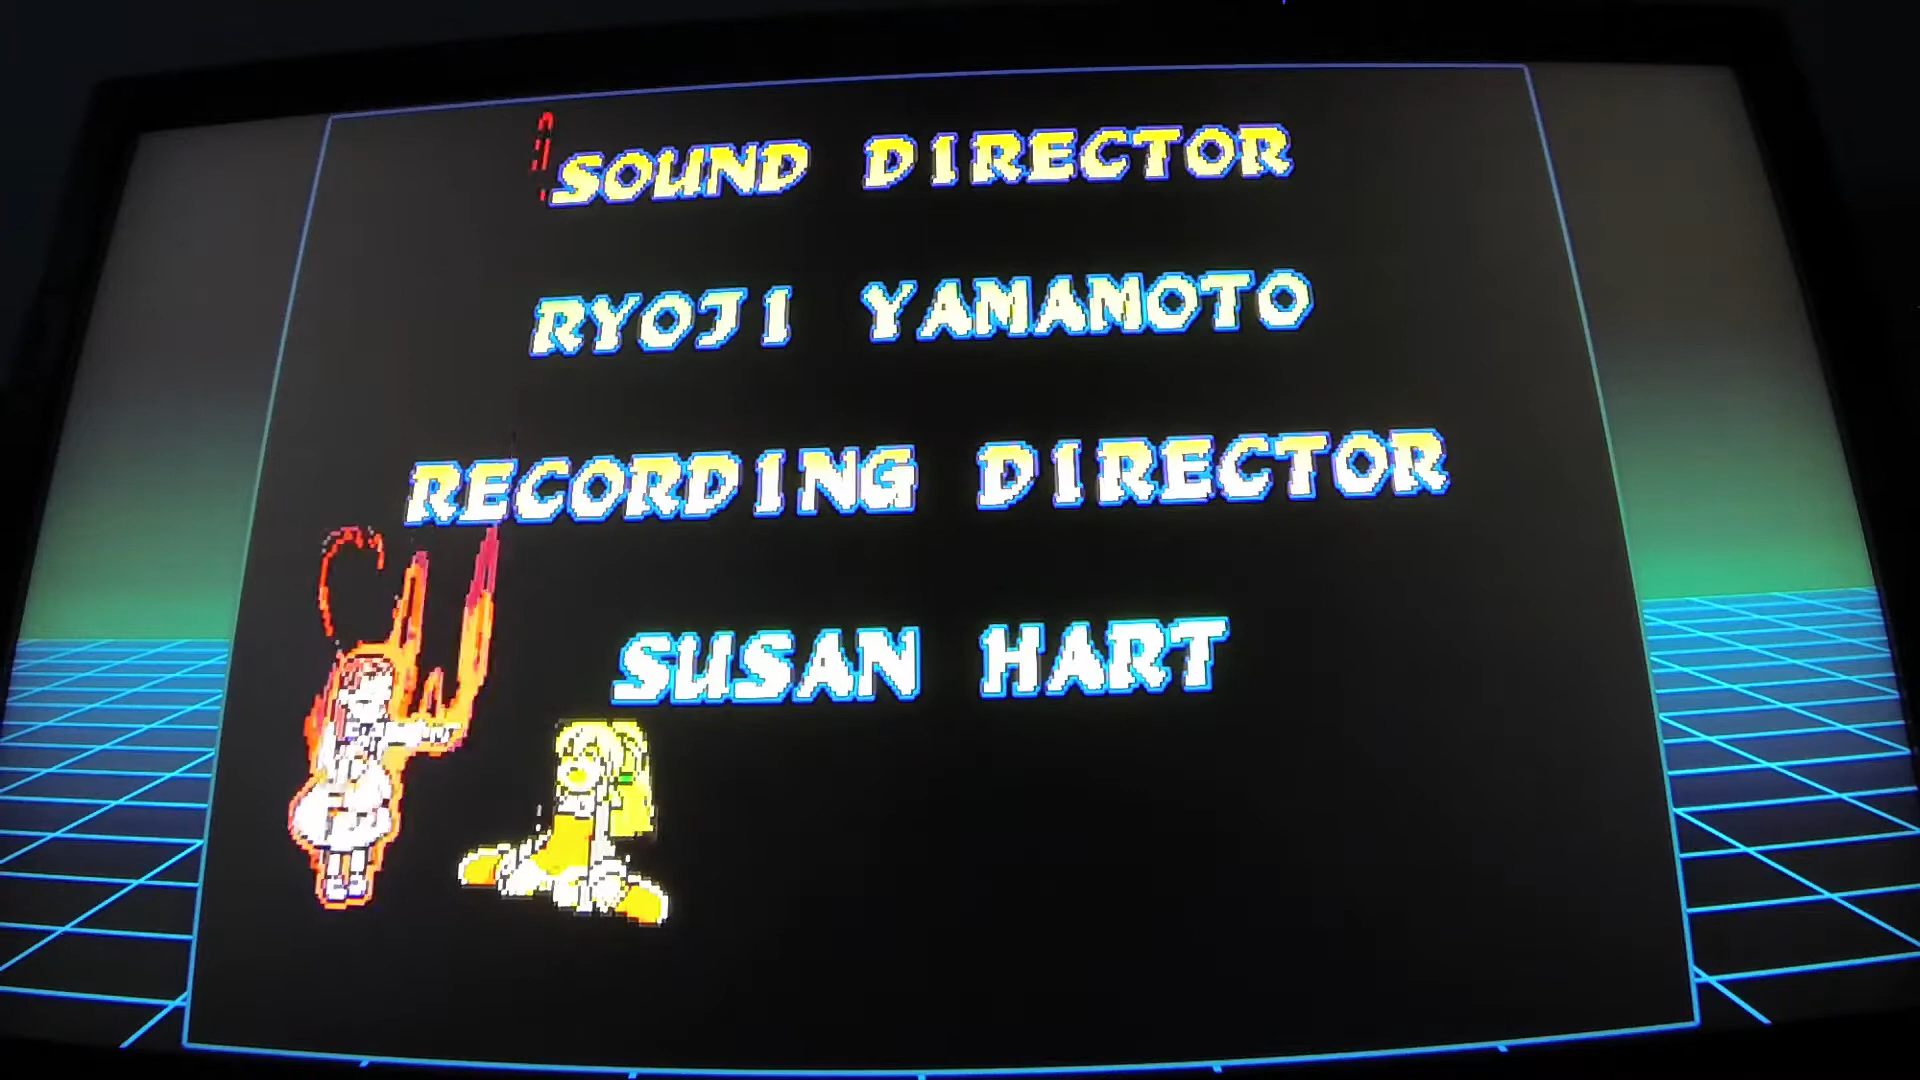 SOUND DIRECTOR
RYOJI YAMAMOTO
RECORDING DIRECTOR
SUSAN HART